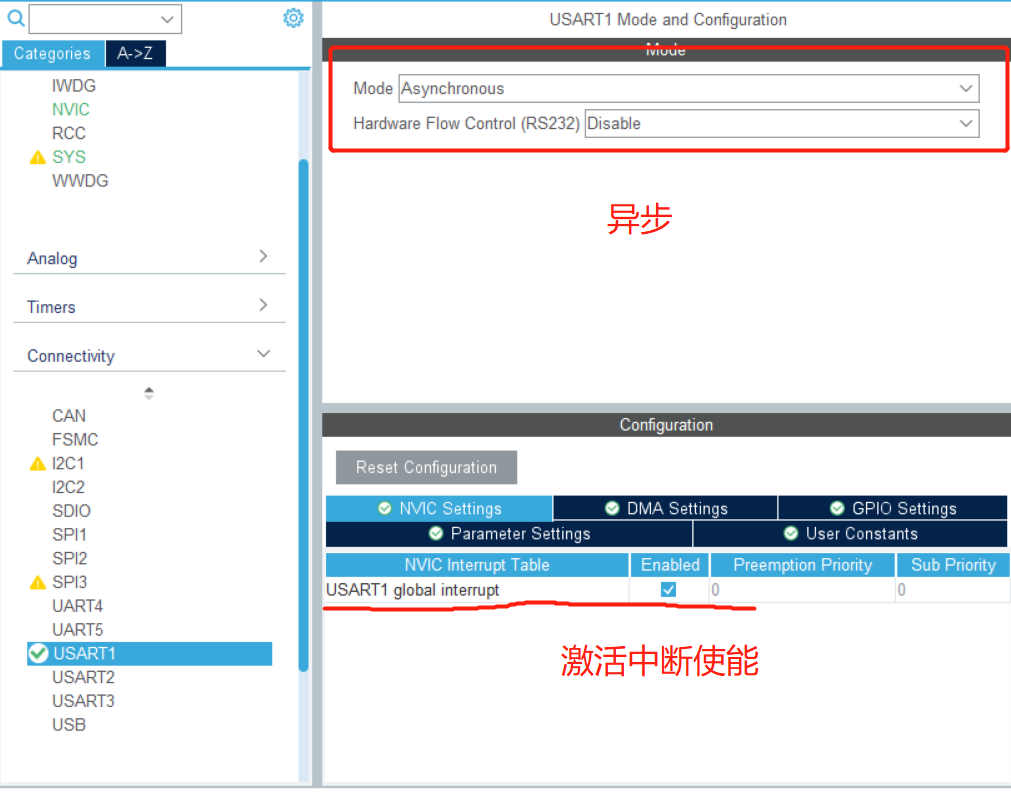 USART1 Mode and Configuration
Categories
A->Z
IWDG
NVIC
RCC
SYS
WWDG
Analog
Timers
Connectivity
CAN
FSMC
I2C1
I2C2
SDIO
SPI1
SPI2
SPI3
UART4
UART5
USART1
USART2
USART3
USB
Mode
Mode Asynchronous
Hardware Flow Control (RS232) Disable
异步
Configuration
Reset Configuration
NVIC Settings DMA Settings GPIO Settings
Parameter Settings User Constants
NVIC Interrupt Table Enabled Preemption Priority Sub Priority
USART1 global interrupt 0 0
激活中断使能